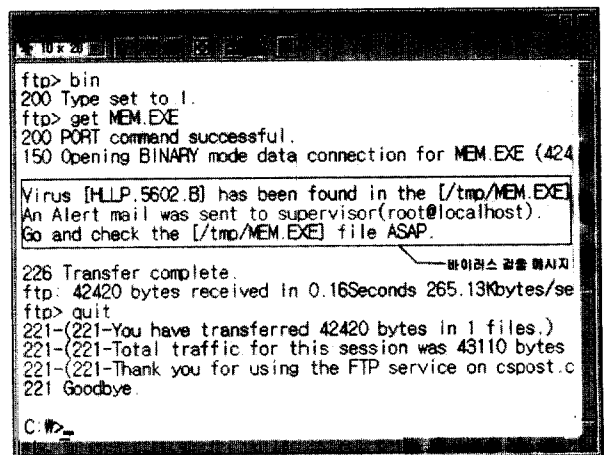 10 x 28
ftp> bin
200 Type set to I.
ftp> get MEM.EXE
200 PORT command successful.
150 Opening BINARY mode data connection for MEM.EXE (424
Virus [HLLP.5602.B] has been found in the [/tmp/MEM.EXE]
An Alert mail was sent to supervisor(root@localhost).
Go and check the [/tmp/MEM.EXE] file ASAP.
바이러스 검출 메시지
226 Transfer complete.
ftp: 42420 bytes received in 0.16Seconds 265.13Kbytes/se
ftp> quit
221-(221-You have transferred 42420 bytes in 1 files.)
221-(221-Total traffic for this session was 43110 bytes
221-(221-Thank you for using the FTP service on cspost.c
221 Goodbye.
C:₩>_